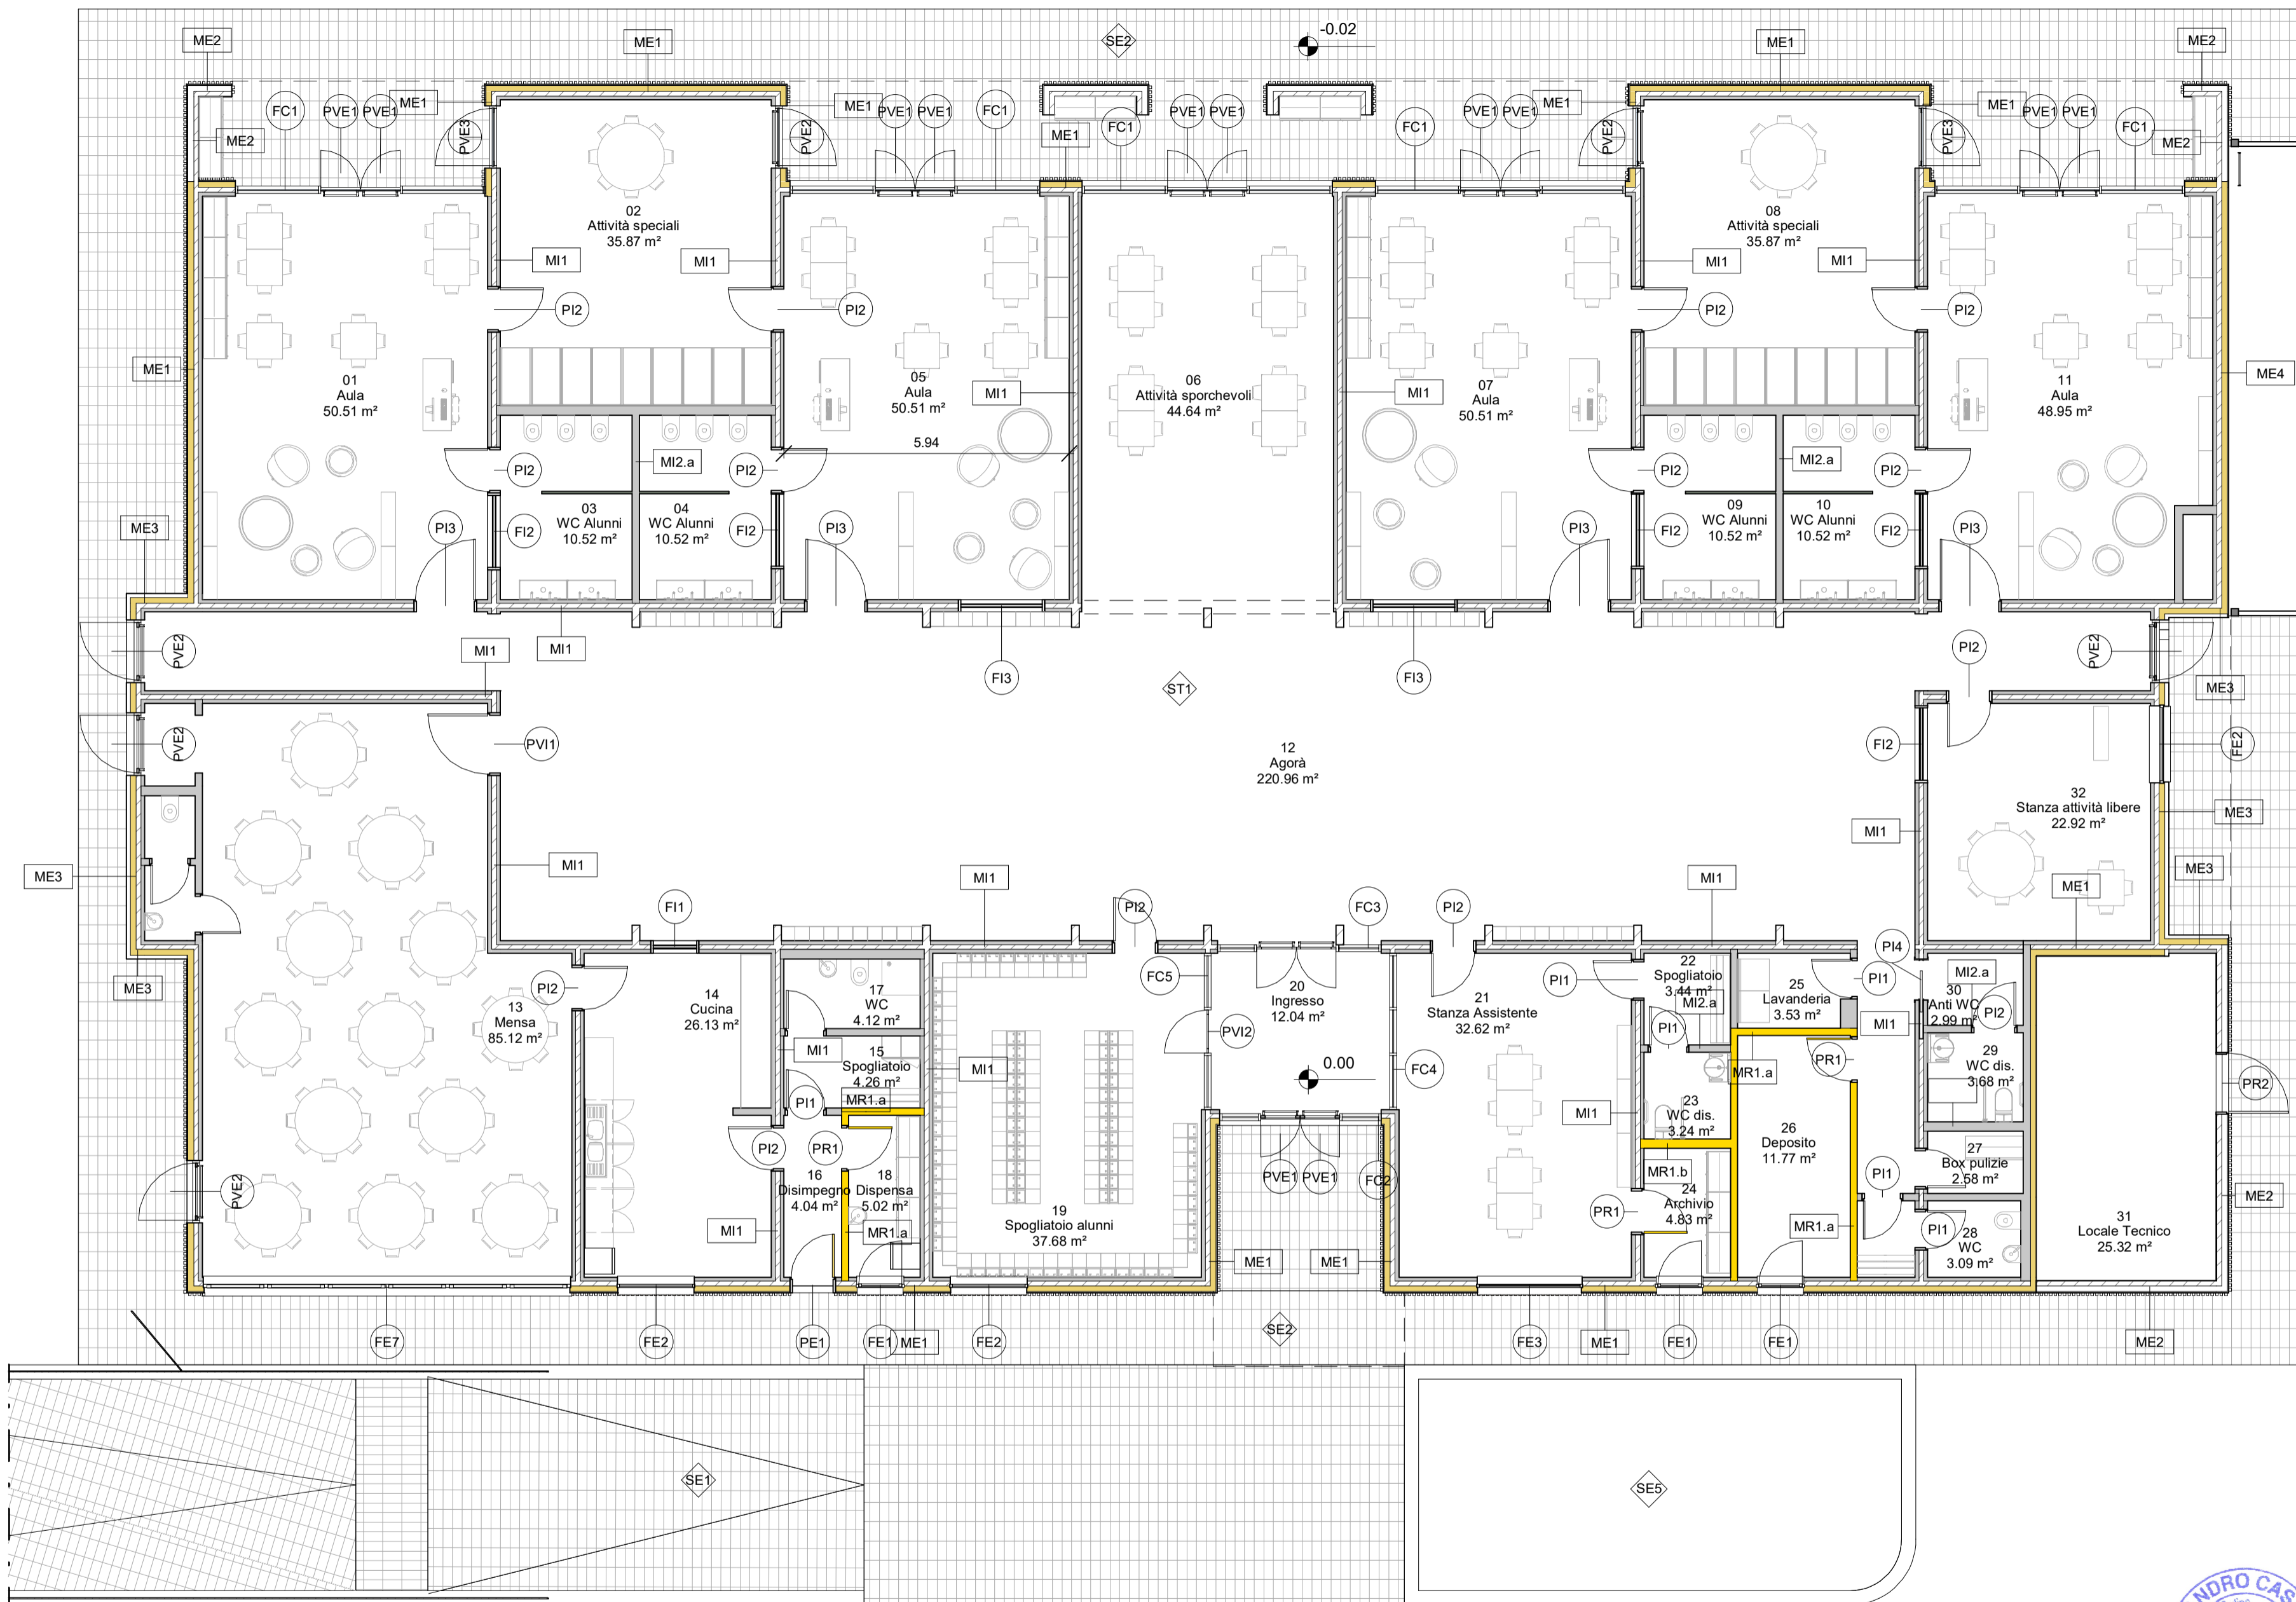 -0.02
ME2
ME1
SE2
ME1
ME2
FC1
PVE1
PVE1
ME1
PVE3
ME1
PVE2
PVE1
PVE1
FC1
ME1
FC1
PVE1
PVE1
FC1
PVE1
PVE1
ME1
PVE2
ME1
PVE3
PVE1
PVE1
FC1
ME2
ME2
02
Attività speciali
35.87 m²
08
Attività speciali
35.87 m²
MI1
MI1
MI1
MI1
PI2
PI2
PI2
PI2
ME1
ME4
01
Aula
50.51 m²
05
Aula
50.51 m²
MI1
06
Attività sporchevoli
44.64 m²
MI1
07
Aula
50.51 m²
11
Aula
48.95 m²
5.94
PI2
MI2.a
PI2
PI2
MI2.a
PI2
ME3
PI3
FI2
03
WC Alunni
10.52 m²
04
WC Alunni
10.52 m²
FI2
PI3
PI3
FI2
09
WC Alunni
10.52 m²
10
WC Alunni
10.52 m²
FI2
PI3
PVE2
MI1
MI1
FI3
ST1
FI3
PI2
PVE2
ME3
PVE2
PVI1
12
Agorà
220.96 m²
FI2
FE2
32
Stanza attività libere
22.92 m²
ME3
MI1
ME3
MI1
MI1
MI1
ME1
ME3
FI1
PI2
FC3
PI2
PI4
ME3
PI2
14
Cucina
26.13 m²
17
WC
4.12 m²
FC5
20
Ingresso
12.04 m²
21
Stanza Assistente
32.62 m²
PI1
22
Spogliatoio
3.44 m²
MI2.a
25
Lavanderia
3.53 m²
PI1
MI2.a
30
Anti WC
2.99 m²
PI2
13
Mensa
85.12 m²
MI1
15
Spogliatoio
4.26 m²
MR1.a
MI1
PVI2
0.00
FC4
PI1
MR1.a
PR1
MI1
29
WC dis.
3.68 m²
PR2
PI1
MI1
23
WC dis.
3.24 m²
26
Deposito
11.77 m²
PI2
PR1
PVE1
PVE1
FC2
MR1.b
PI1
27
Box pulizie
2.58 m²
ME2
PVE2
16
Disimpegno
4.04 m²
18
Dispensa
5.02 m²
MI1
MR1.a
19
Spogliatoio alunni
37.68 m²
PR1
24
Archivio
4.83 m²
MR1.a
PI1
28
WC
3.09 m²
31
Locale Tecnico
25.32 m²
ME1
ME1
FE7
FE2
PE1
FE1
ME1
FE2
SE2
FE3
ME1
FE1
FE1
ME2
SE1
SE5
NDRO CAS